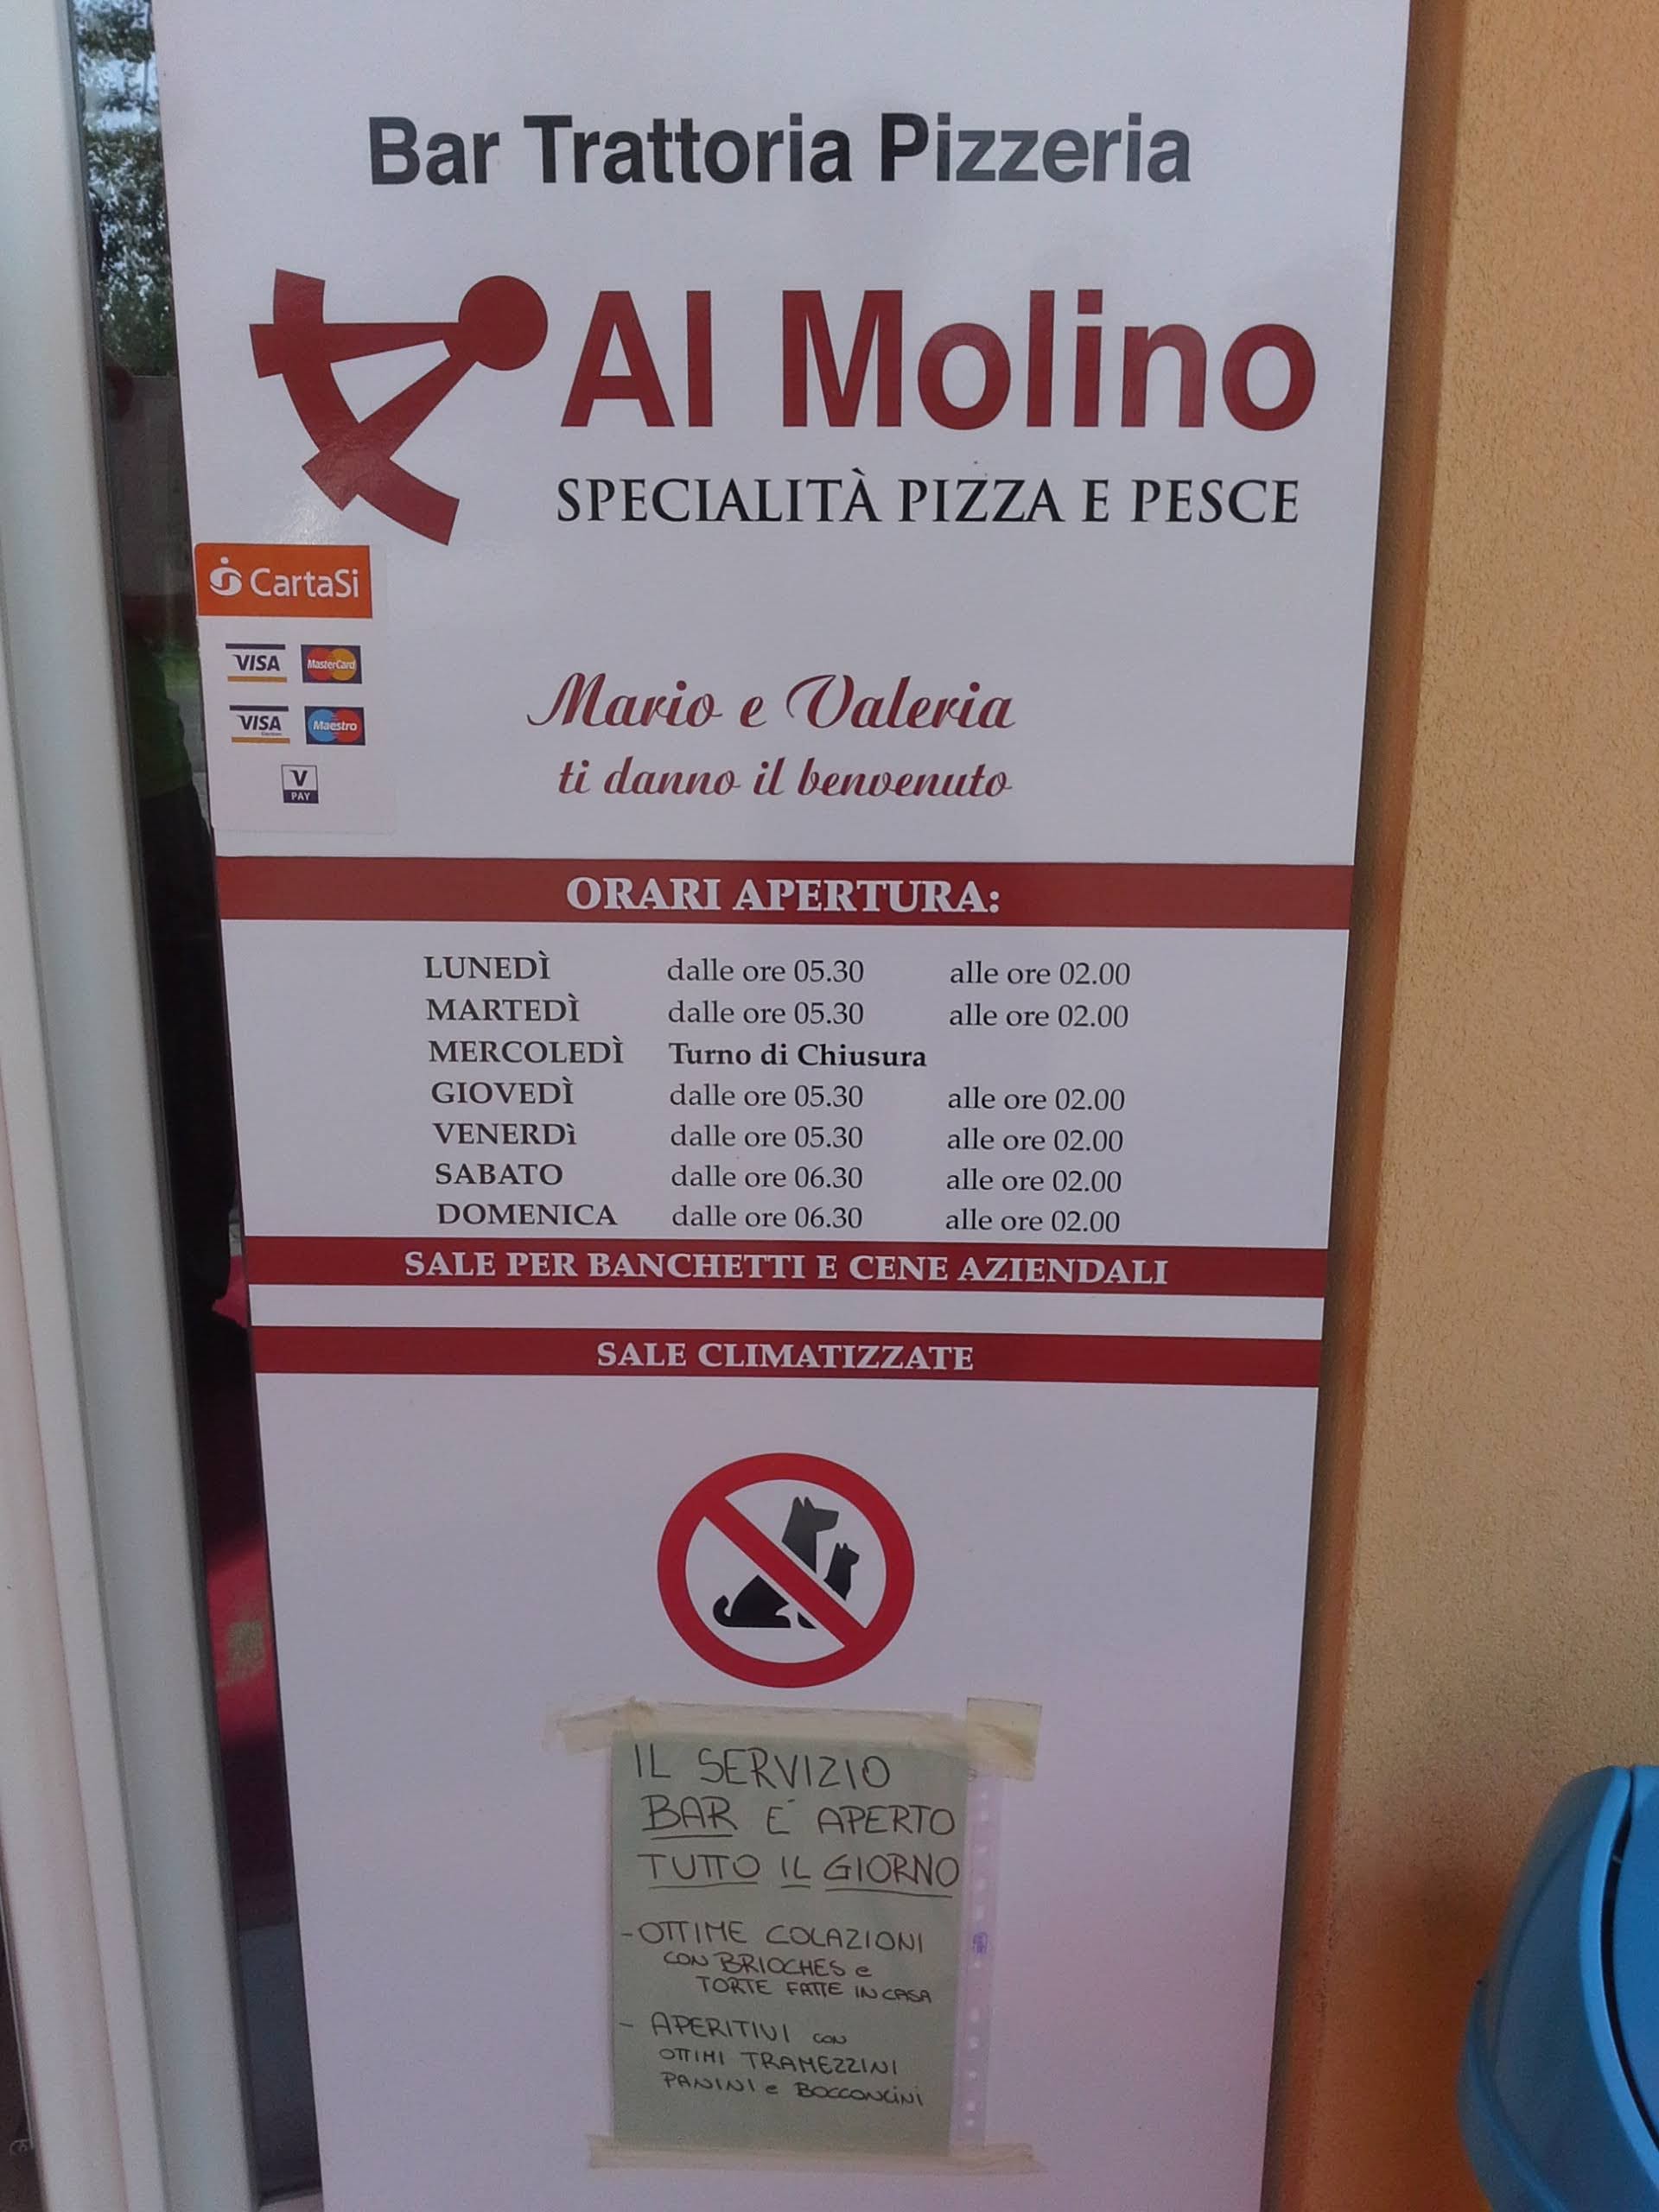 Bar Trattoria Pizzeria
Al Molino
SPECIALITÀ PIZZA E PESCE
CartaSi
VISA MasterCard
VISA Maestro
V
PAY
Mario e Valeria
ti danno il benvenuto
ORARI APERTURA:
LUNEDÌ dalle ore 05.30 alle ore 02.00
MARTEDÌ dalle ore 05.30 alle ore 02.00
MERCOLEDÌ Turno di Chiusura
GIOVEDÌ dalle ore 05.30 alle ore 02.00
VENERDì dalle ore 05.30 alle ore 02.00
SABATO dalle ore 06.30 alle ore 02.00
DOMENICA dalle ore 06.30 alle ore 02.00
SALE PER BANCHETTI E CENE AZIENDALI
SALE CLIMATIZZATE
IL SERVIZIO
BAR E' APERTO
TUTTO IL GIORNO
- OTTIME COLAZIONI
CON BRIOCHES e
TORTE FATTE IN CASA
- APERITIVI CON
OTTIMI TRAMEZZINI
PANINI e BOCCONCINI